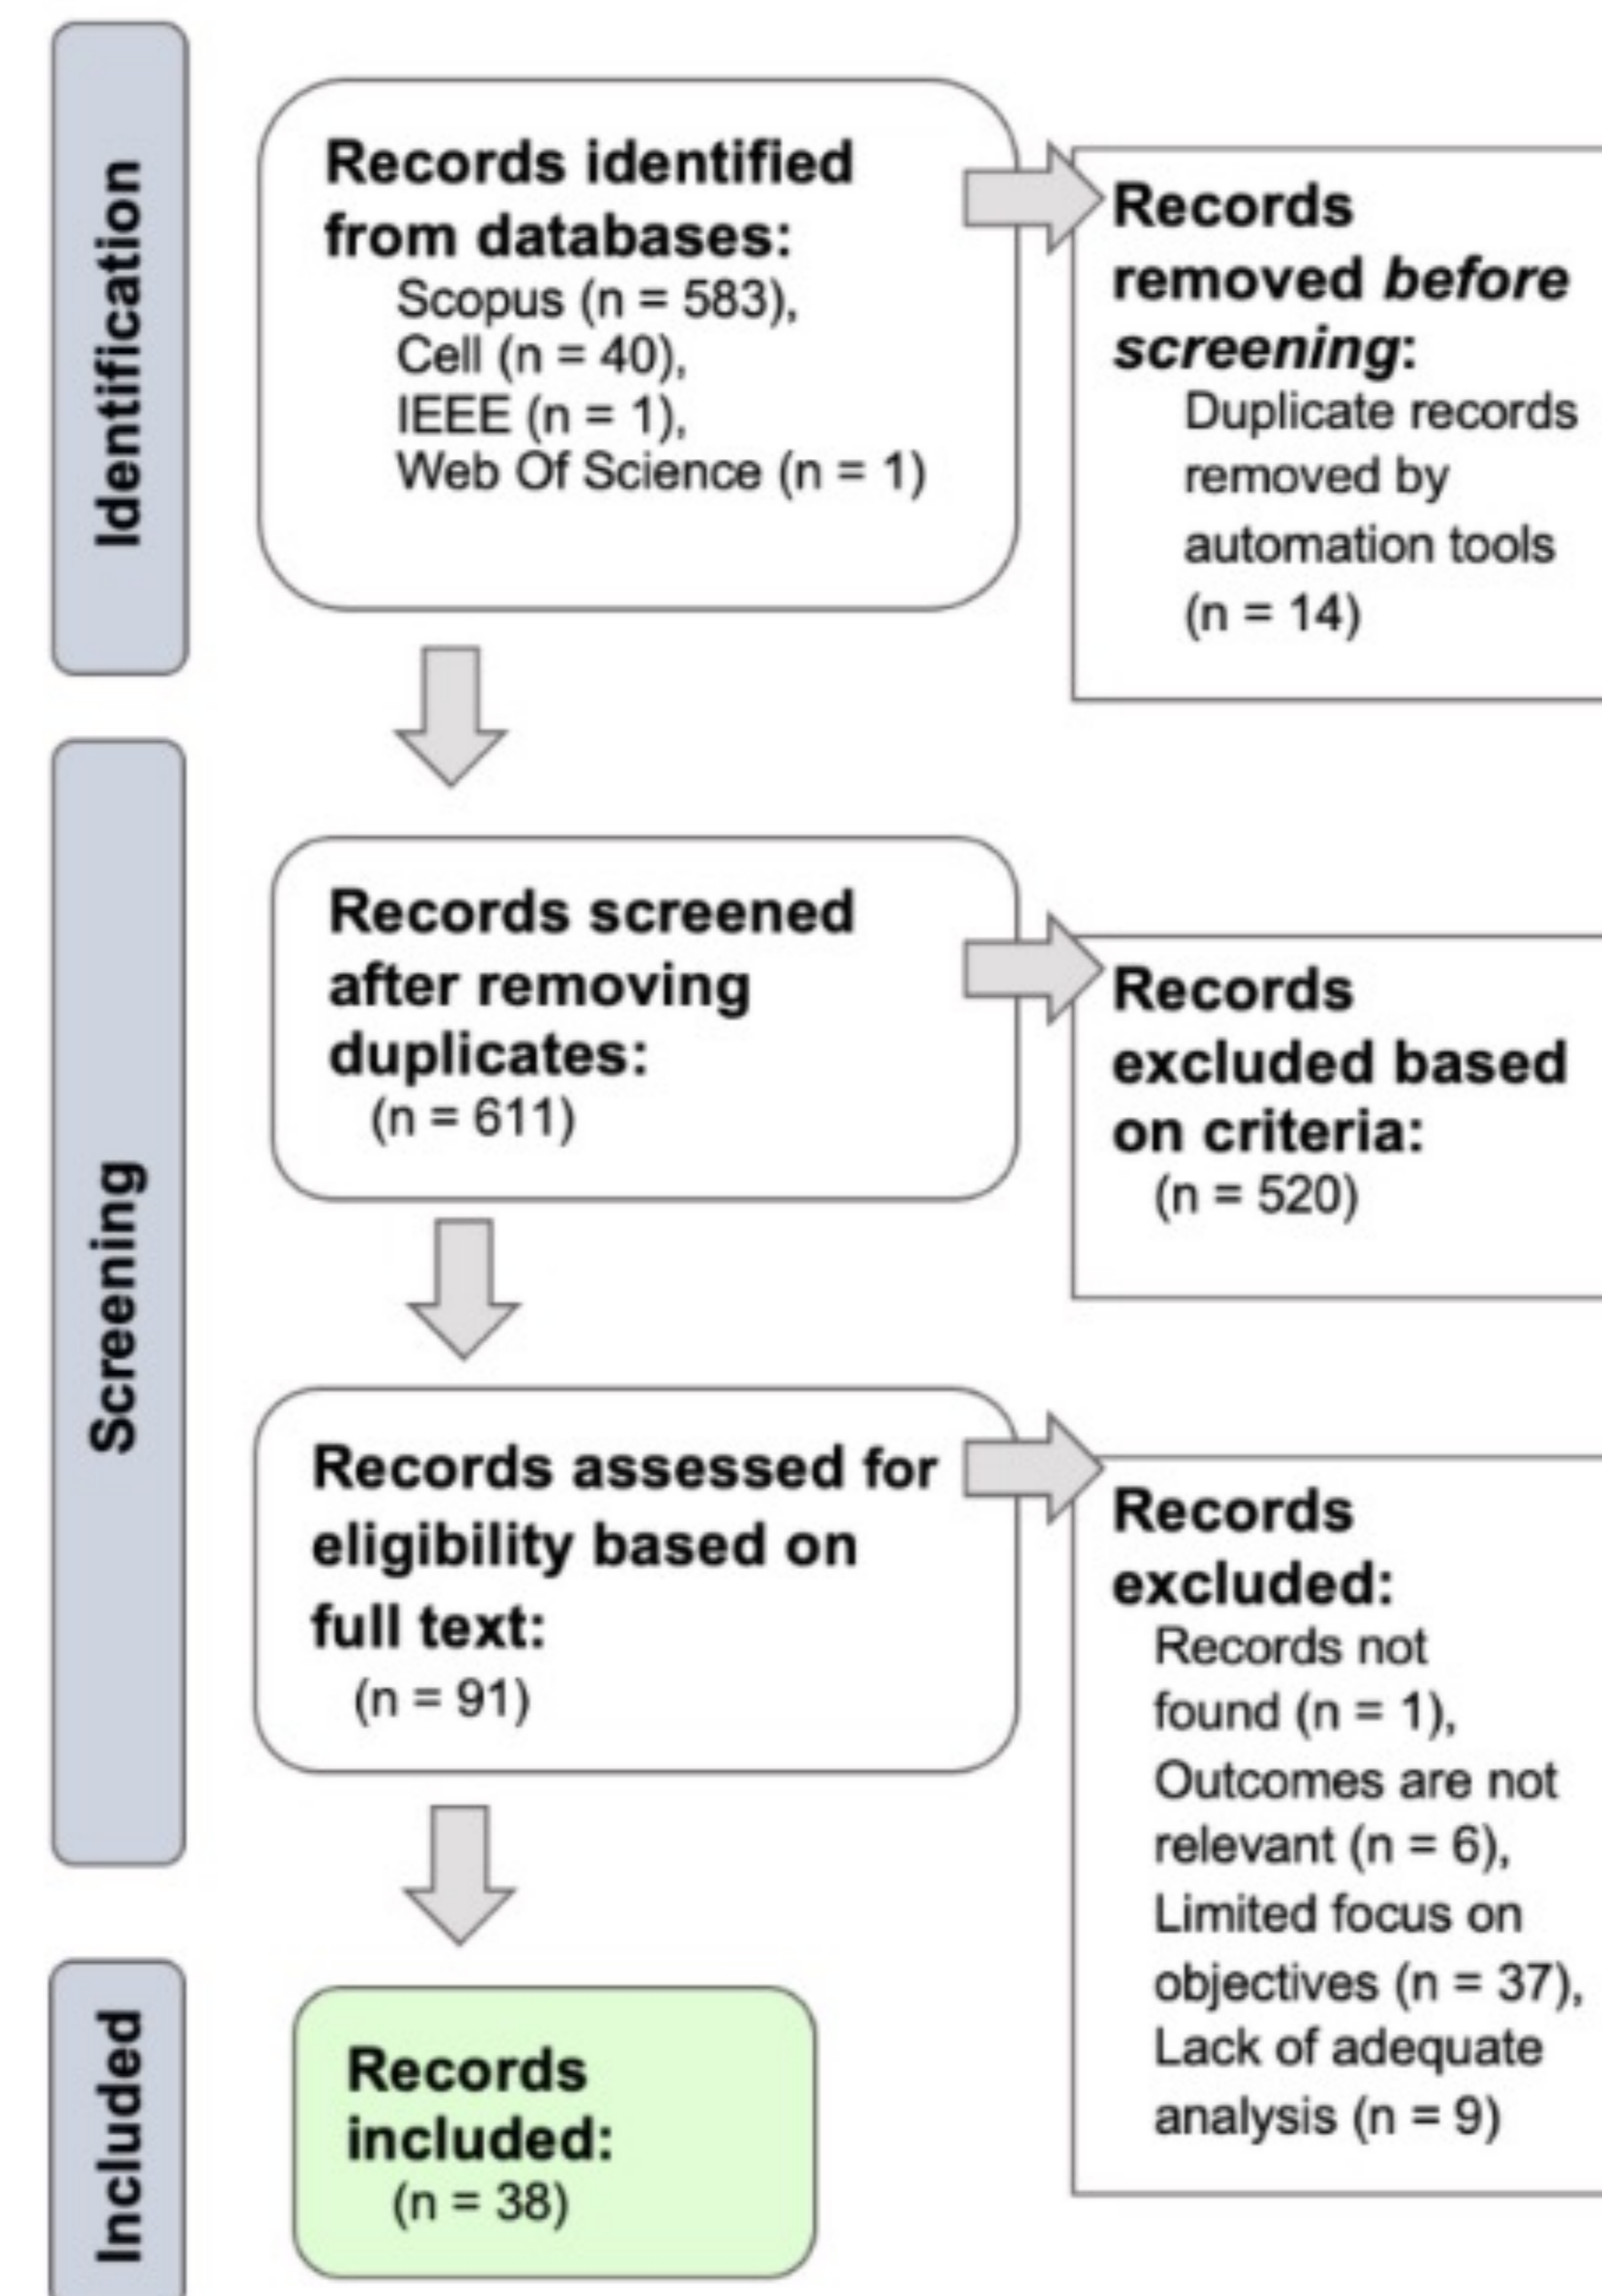 Identification
Records identified
from databases:
Scopus (n = 583),
Cell (n = 40),
IEEE (n = 1),
Web Of Science (n = 1)
Records
removed before
screening:
Duplicate records
removed by
automation tools
(n = 14)
Screening
Records screened
after removing
duplicates:
(n = 611)
Records
excluded based
on criteria:
(n = 520)
Records assessed for
eligibility based on
full text:
(n = 91)
Records
excluded:
Records not
found (n = 1),
Outcomes are not
relevant (n = 6),
Limited focus on
objectives (n = 37),
Lack of adequate
analysis (n = 9)
Included
Records
included:
(n = 38)